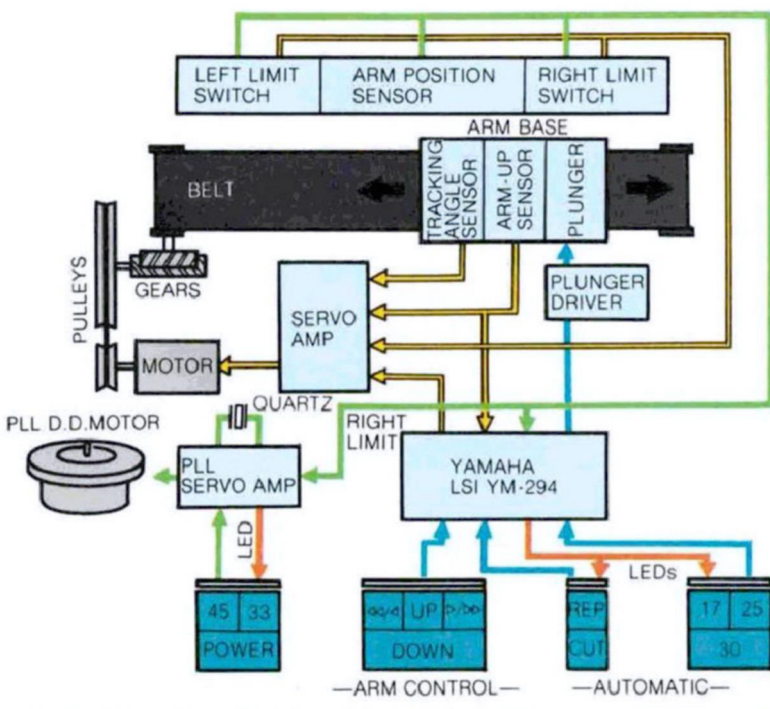 LEFT LIMIT
SWITCH
ARM POSITION
SENSOR
RIGHT LIMIT
SWITCH
ARM BASE
BELT
TRACKING
ANGLE
SENSOR
ARM-UP
SENSOR
PLUNGER
PULLEYS
GEARS
SERVO
AMP
PLUNGER
DRIVER
MOTOR
QUARTZ
PLL D.D.MOTOR
RIGHT
LIMIT
PLL
SERVO AMP
YAMAHA
LSI YM-294
LED
LEDs
45 33
POWER
UP
DOWN
REP
CUT
17 25
30
—ARM CONTROL—
—AUTOMATIC—